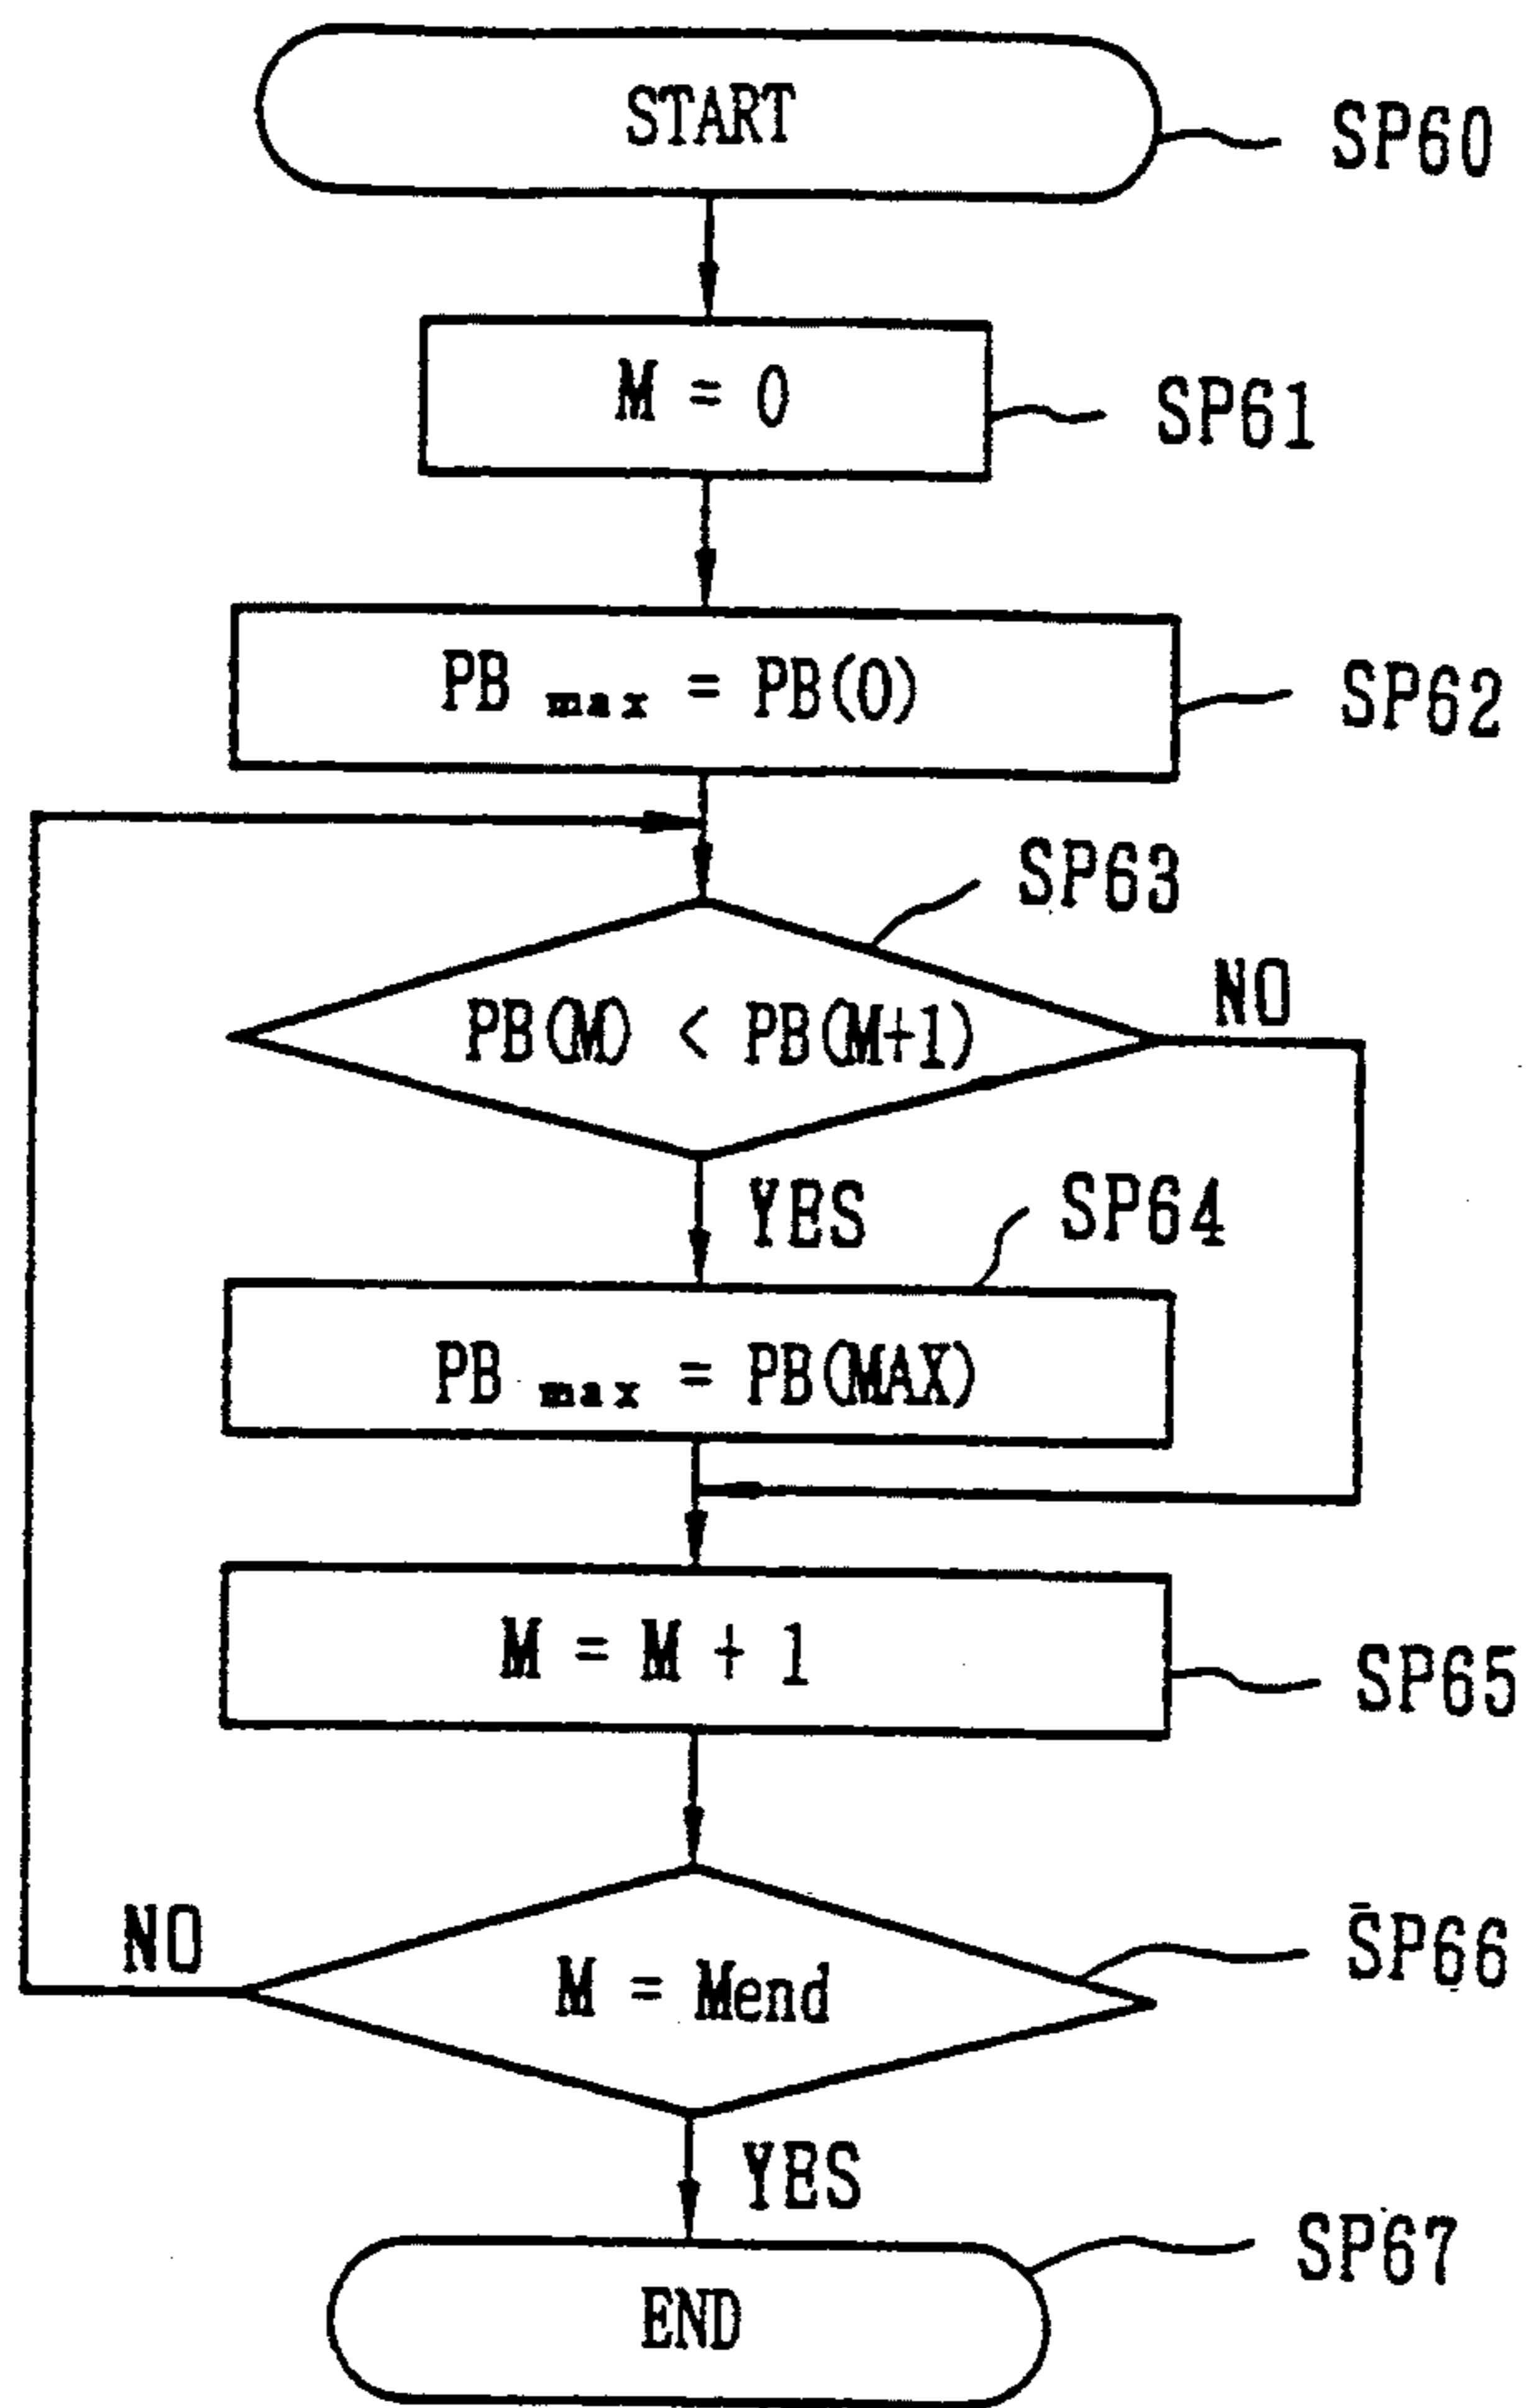 START
SP60
M = 0
SP61
PB max = PB(0)
SP62
SP63
PB(M) < PB(M+1)
NO
YES
SP64
PB max = PB(MAX)
M = M + 1
SP65
NO
M = Mend
SP66
YES
SP67
END